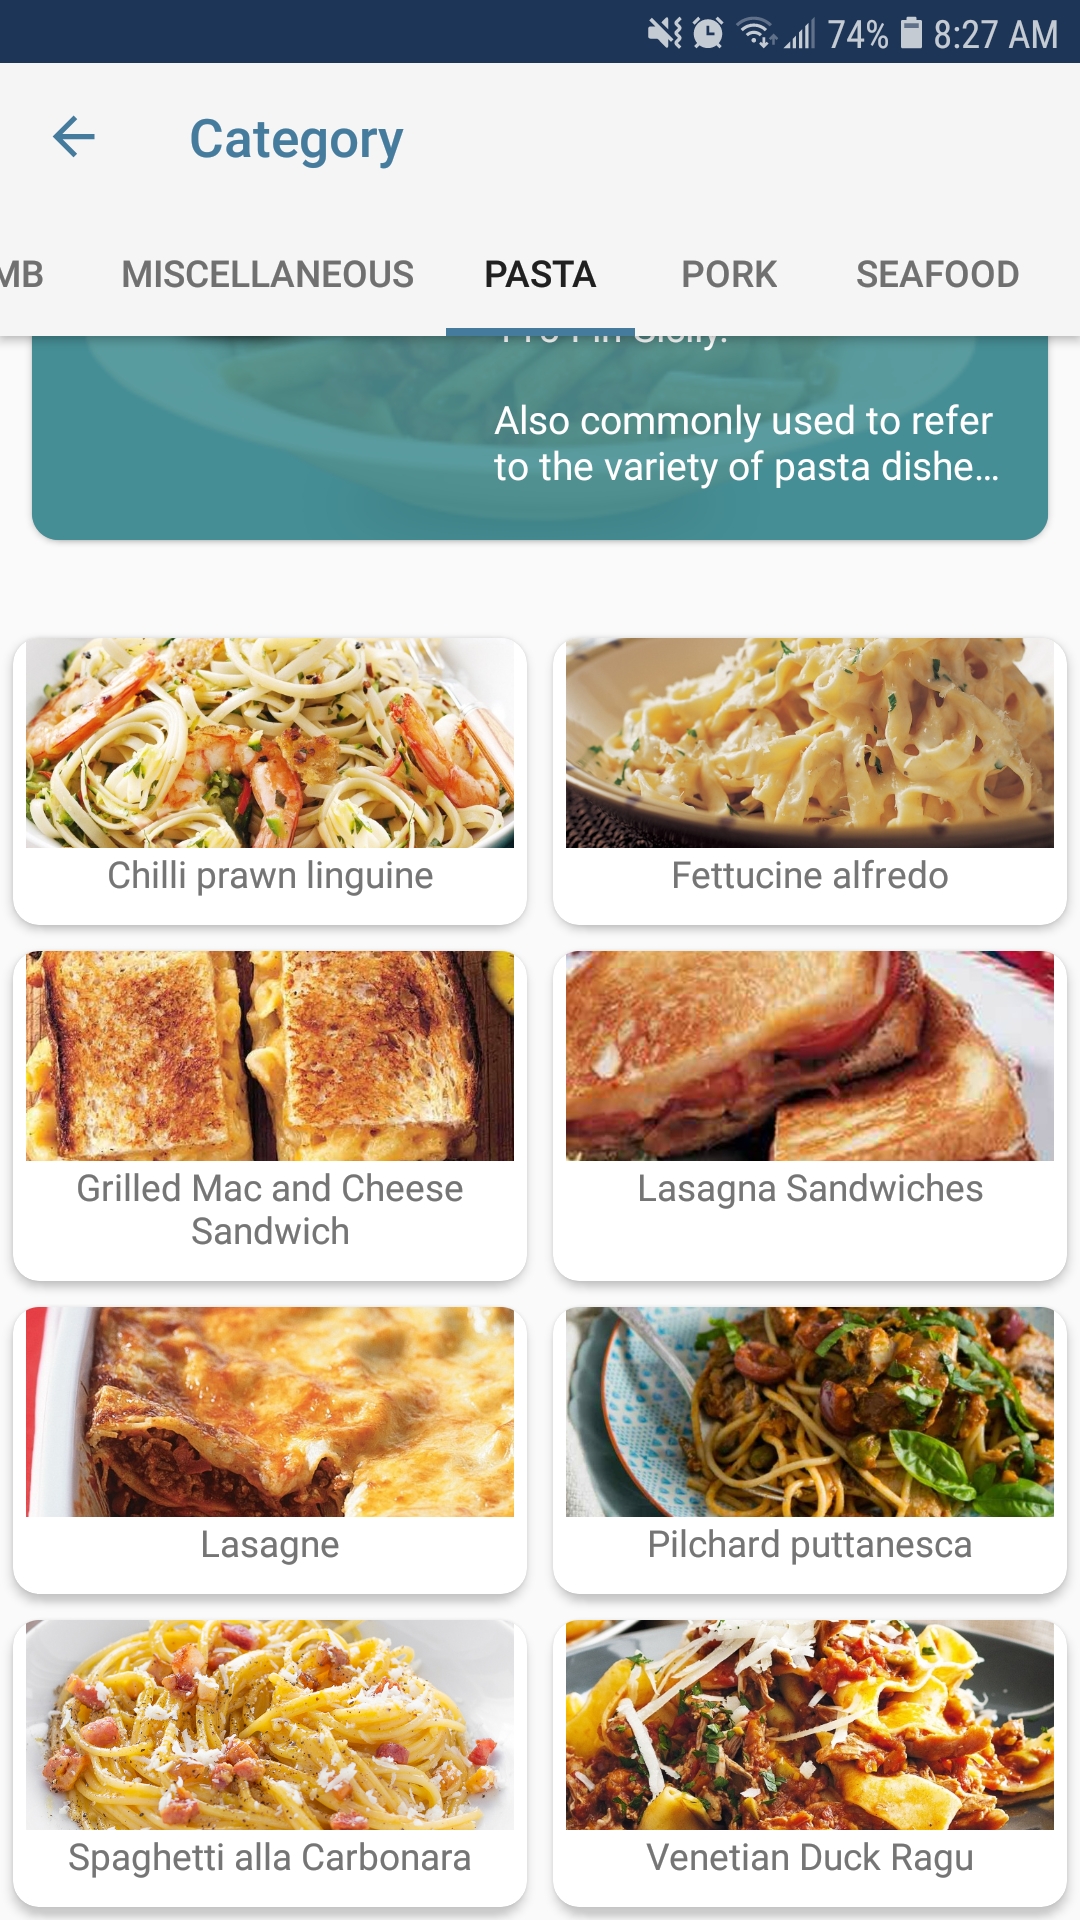 74% 8:27 AM
Category
MB MISCELLANEOUS PASTA PORK SEAFOOD
Also commonly used to refer
to the variety of pasta dishe...
Chilli prawn linguine
Fettucine alfredo
Grilled Mac and Cheese
Sandwich
Lasagna Sandwiches
Lasagne
Pilchard puttanesca
Spaghetti alla Carbonara
Venetian Duck Ragu